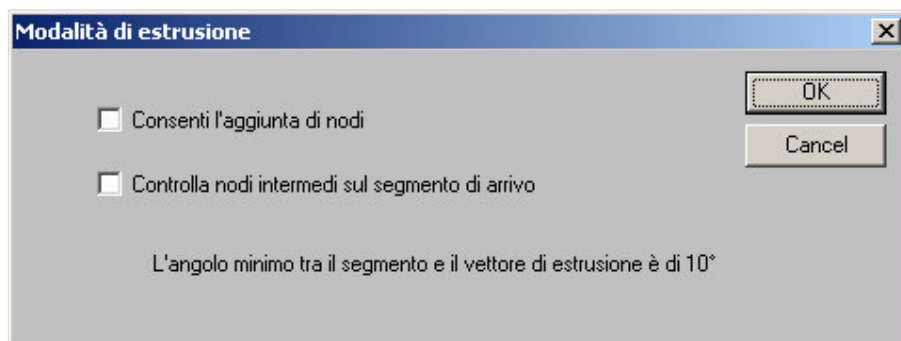 Modalità di estrusione
OK
Consenti l'aggiunta di nodi
Cancel
Controlla nodi intermedi sul segmento di arrivo
L'angolo minimo tra il segmento e il vettore di estrusione è di 10°